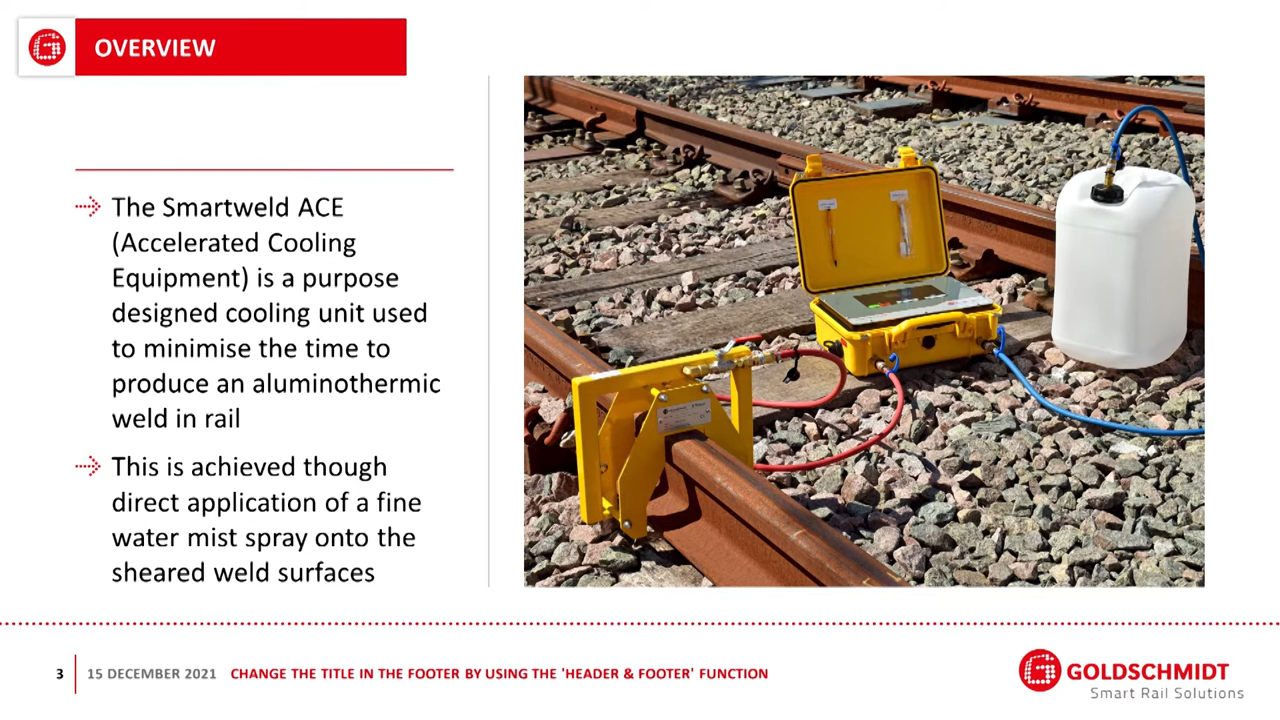 OVERVIEW
The Smartweld ACE
(Accelerated Cooling
Equipment) is a purpose
designed cooling unit used
to minimise the time to
produce an aluminothermic
weld in rail
This is achieved though
direct application of a fine
water mist spray onto the
sheared weld surfaces
3
15 DECEMBER 2021 CHANGE THE TITLE IN THE FOOTER BY USING THE 'HEADER & FOOTER' FUNCTION
GOLDSCHMIDT
Smart Rail Solutions